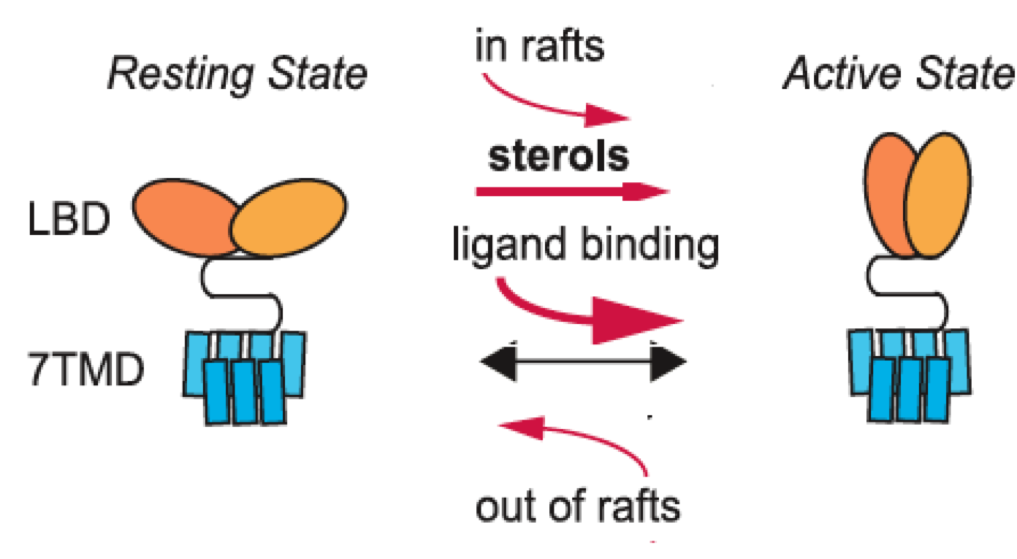 in rafts
Resting State
Active State
sterols
LBD
ligand binding
7TMD
out of rafts